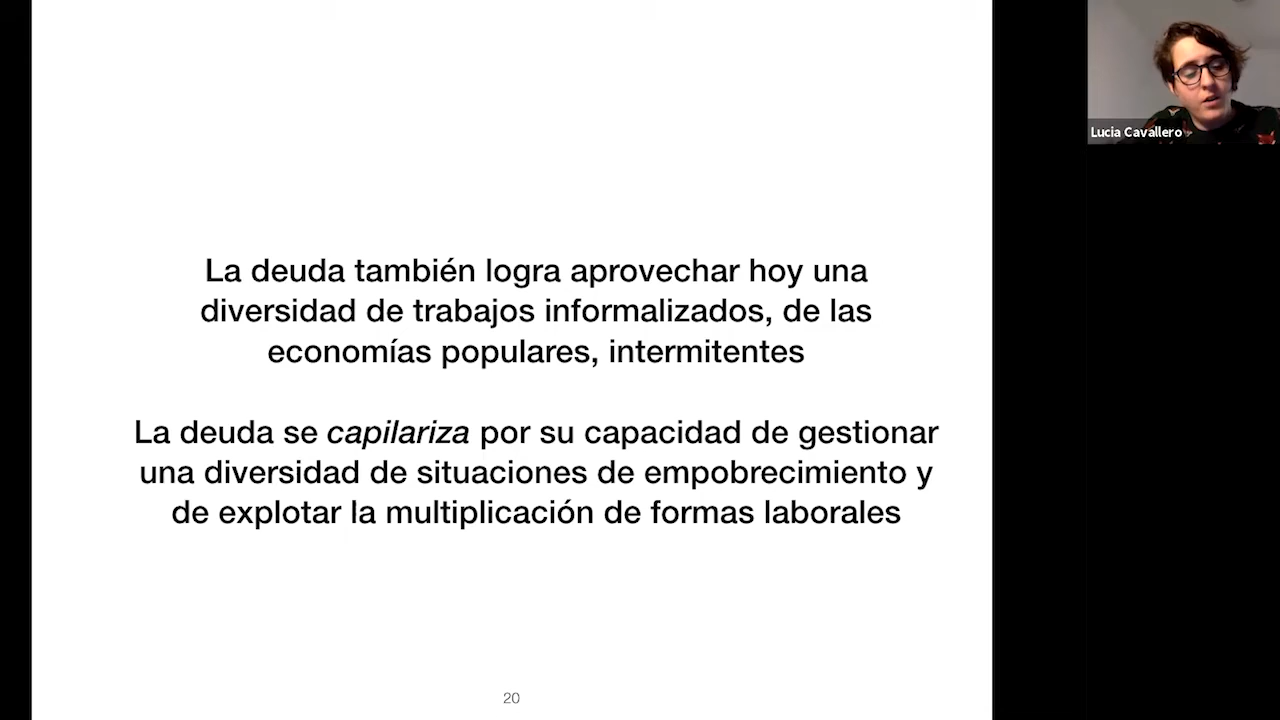 La deuda también logra aprovechar hoy una
diversidad de trabajos informalizados, de las
economías populares, intermitentes
La deuda se capilariza por su capacidad de gestionar
una diversidad de situaciones de empobrecimiento y
de explotar la multiplicación de formas laborales
20
Lucia Cavallero